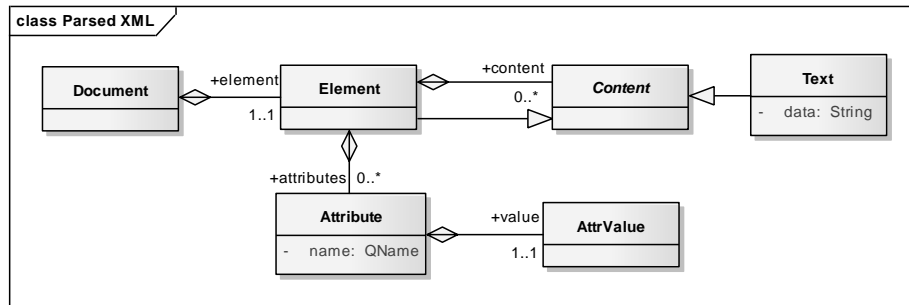 class Parsed XML
Document
+element
1..1
Element
+content
0..*
Content
Text
- data: String
+attributes 0..*
Attribute
- name: QName
+value
1..1
AttrValue